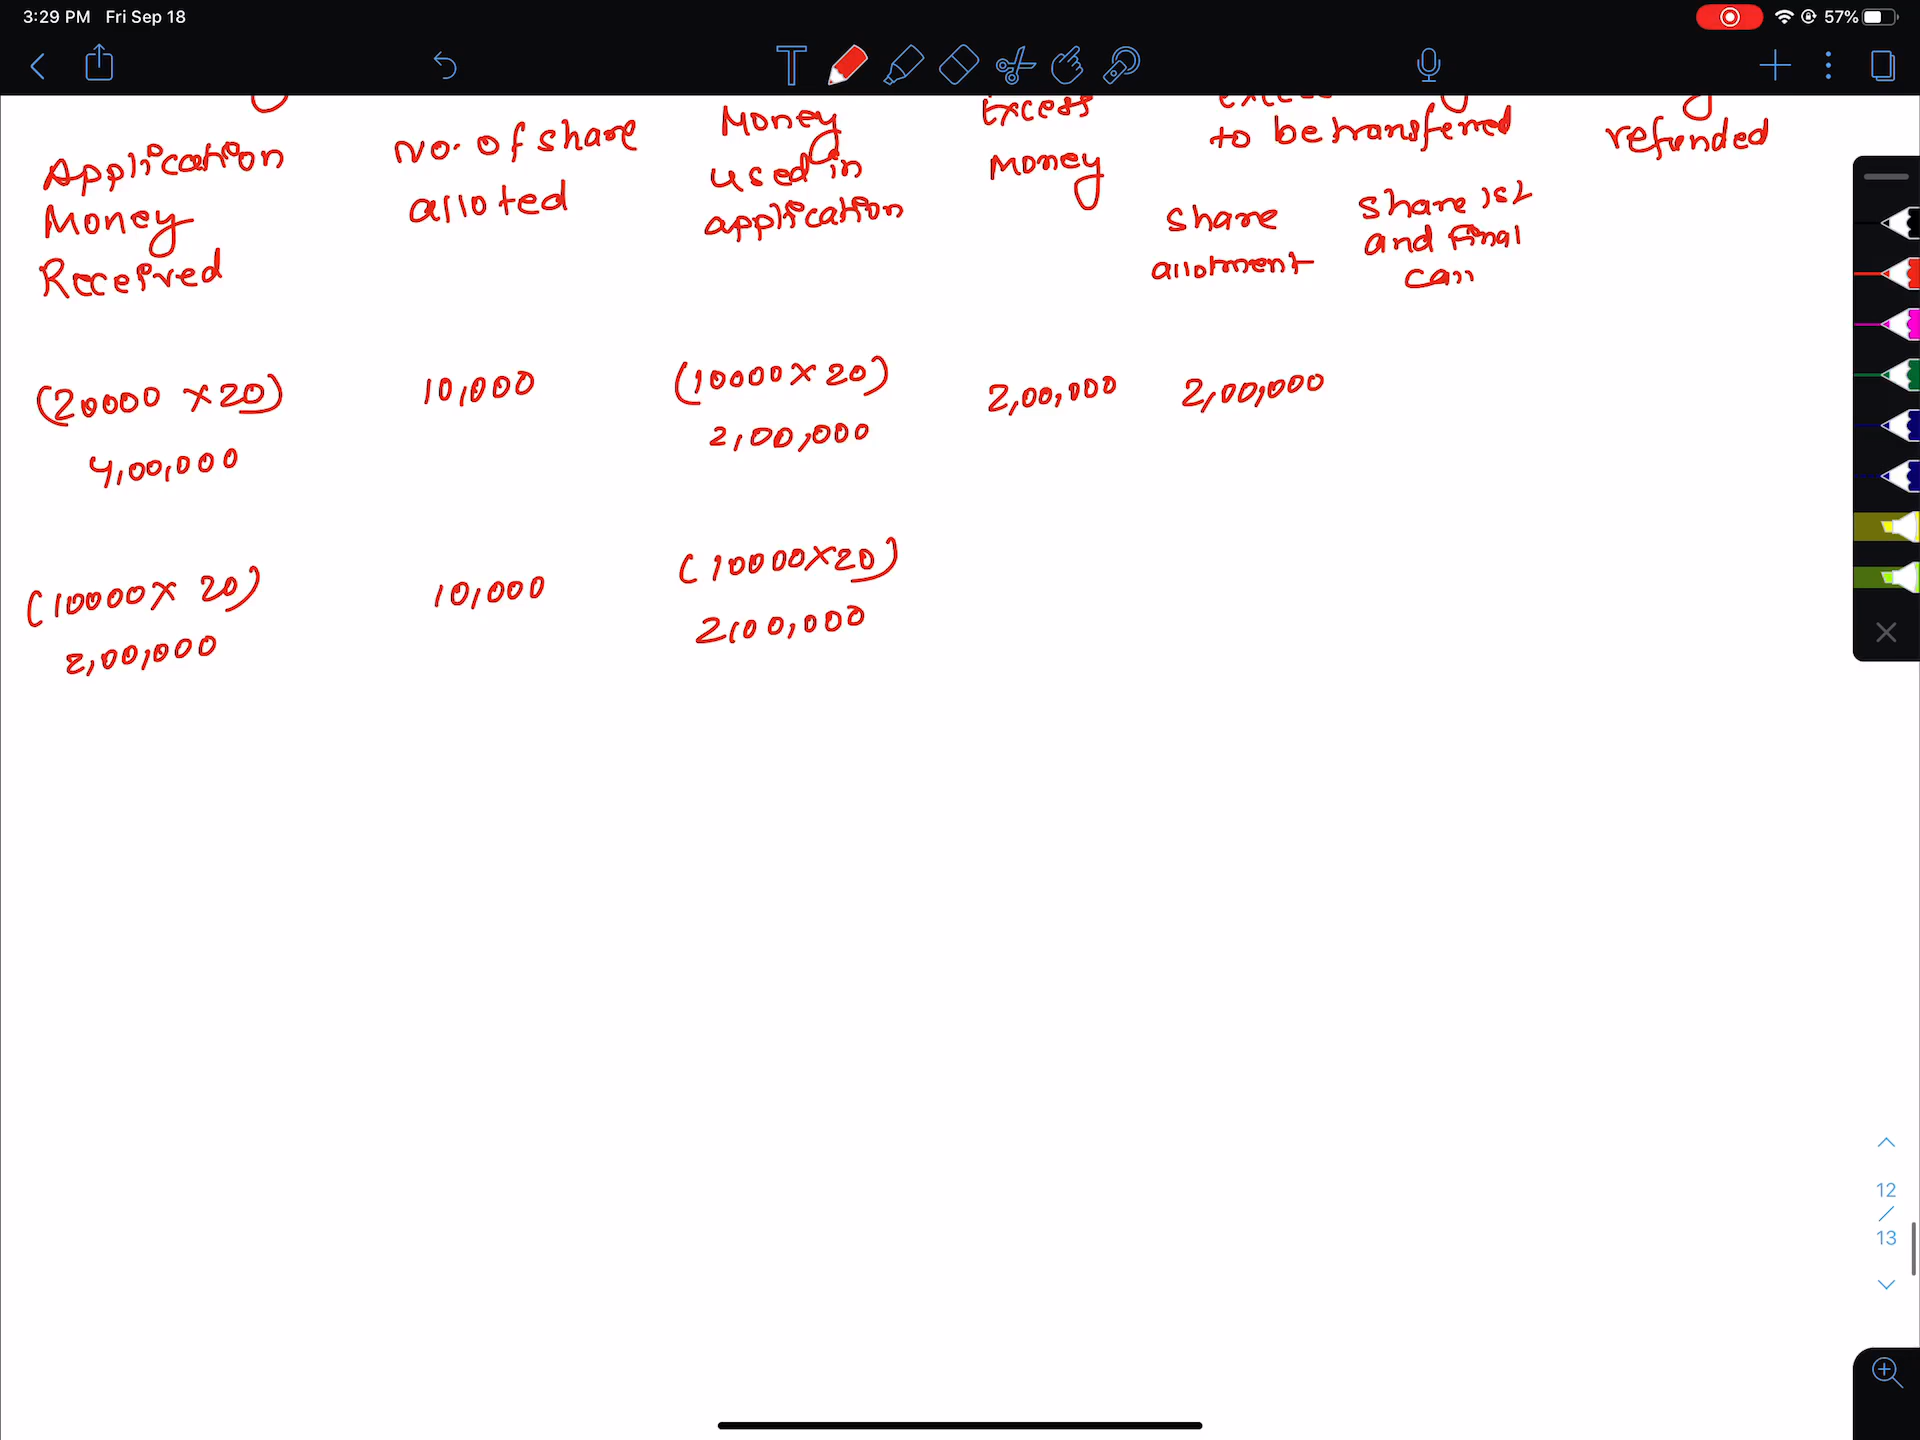 3:29 PM Fri Sep 18
57%
Application
Money
Received
No. of share
alloted
Money
used in
application
Excess
Money
to be transferred
share
allotment
share 1st
and final
call
refunded
(20000 × 20)
4,00,000
10,000
(10000 × 20)
2,00,000
2,00,000
2,00,000
(10000 × 20)
2,00,000
10,000
(10000 × 20)
2,00,000
12
/
13